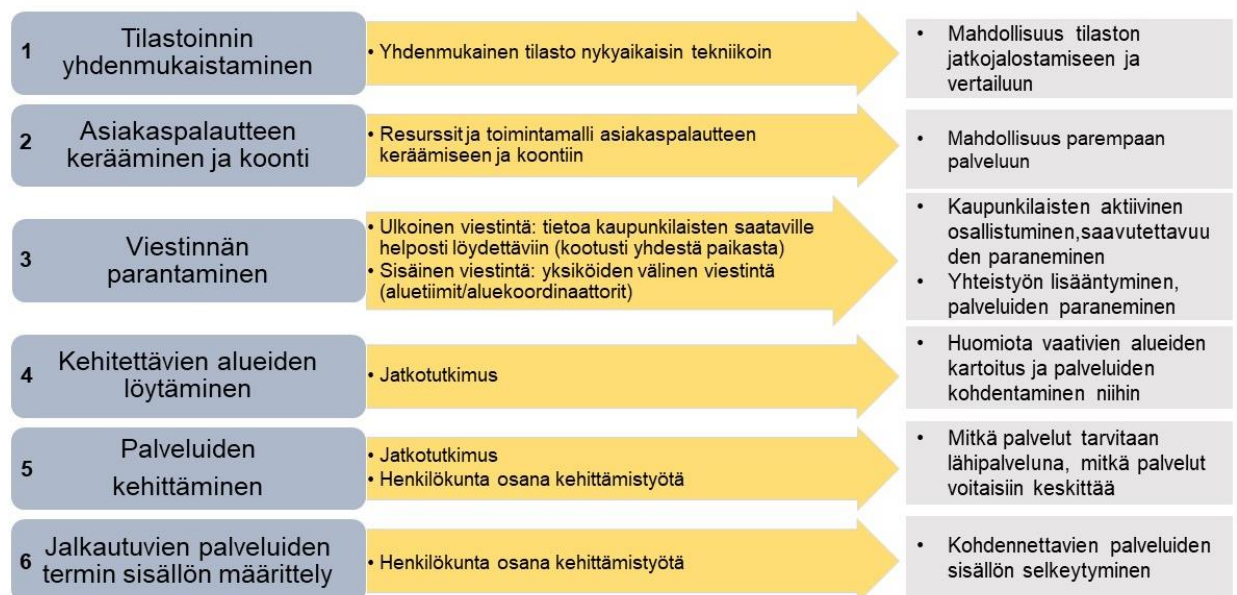 1
Tilastoinnin
yhdenmukaistaminen
• Yhdenmukainen tilasto nykyaikaisin tekniikoin
• Mahdollisuus tilaston
jatkojalostamiseen ja
vertailuun
2
Asiakaspalautteen
kerääminen ja koonti
• Resurssit ja toimintamalli asiakaspalautteen
keräämiseen ja koontiin
• Mahdollisuus parempaan
palveluun
3
Viestinnän
parantaminen
• Ulkoinen viestintä: tietoa kaupunkilaisten saataville
helposti löydettäviin (kootusti yhdestä paikasta)
• Sisäinen viestintä: yksiköiden välinen viestintä
(aluetiimit/aluekoordinaattorit)
• Kaupunkilaisten aktiivinen
osallistuminen,saavutettavuu
den paraneminen
• Yhteistyön lisääntyminen,
palveluiden paraneminen
4
Kehitettävien alueiden
löytäminen
• Jatkotutkimus
• Huomiota vaativien alueiden
kartoitus ja palveluiden
kohdentaminen niihin
5
Palveluiden
kehittäminen
• Jatkotutkimus
• Henkilökunta osana kehittämistyötä
• Mitkä palvelut tarvitaan
lähipalveluna, mitkä palvelut
voitaisiin keskittää
6
Jalkautuvien palveluiden
termin sisällön määrittely
• Henkilökunta osana kehittämistyötä
• Kohdennettavien palveluiden
sisällön selkeytyminen